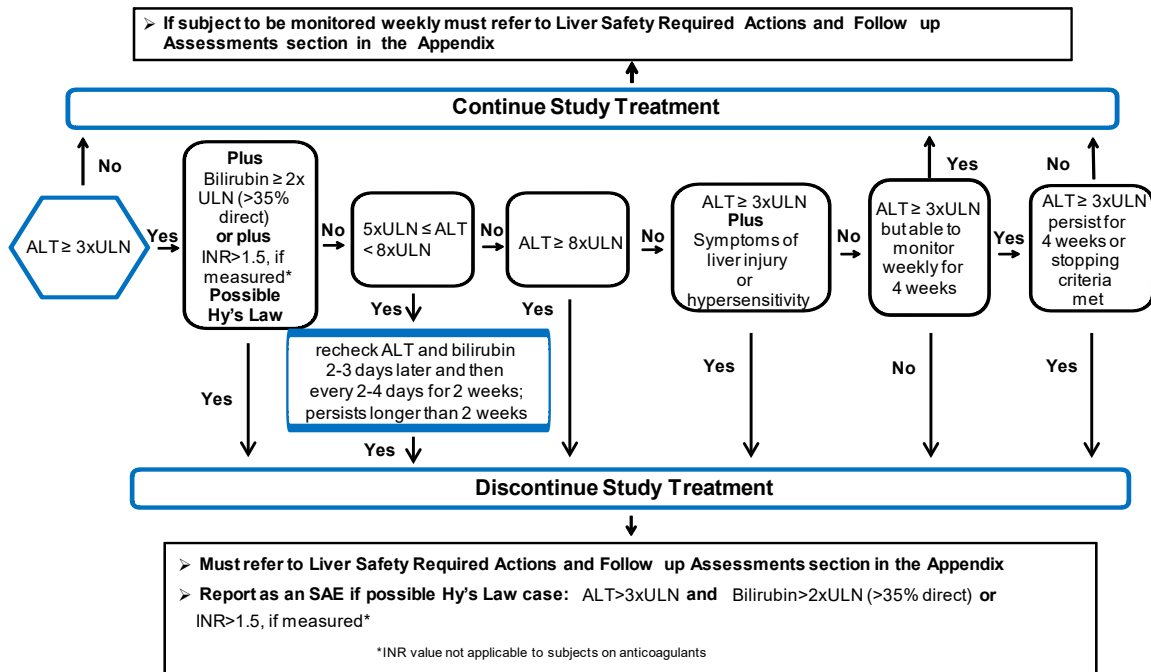 ➢ If subject to be monitored weekly must refer to Liver Safety Required Actions and Follow up
Assessments section in the Appendix
Continue Study Treatment
No
ALT ≥ 3xULN
Yes
Plus
Bilirubin ≥ 2x
ULN (>35%
direct)
or plus
INR>1.5, if
measured*
Possible
Hy's Law
No
Yes
5xULN ≤ ALT
< 8xULN
No
Yes
recheck ALT and bilirubin
2-3 days later and then
every 2-4 days for 2 weeks;
persists longer than 2 weeks
Yes
ALT ≥ 8xULN
No
Yes
ALT ≥ 3xULN
Plus
Symptoms of
liver injury
or
hypersensitivity
No
Yes
ALT ≥ 3xULN
but able to
monitor
weekly for
4 weeks
Yes
Yes
No
ALT ≥ 3xULN
persist for
4 weeks or
stopping
criteria
met
No
Yes
Discontinue Study Treatment
➢ Must refer to Liver Safety Required Actions and Follow up Assessments section in the Appendix
➢ Report as an SAE if possible Hy's Law case: ALT>3xULN and Bilirubin>2xULN (>35% direct) or
INR>1.5, if measured*
*INR value not applicable to subjects on anticoagulants